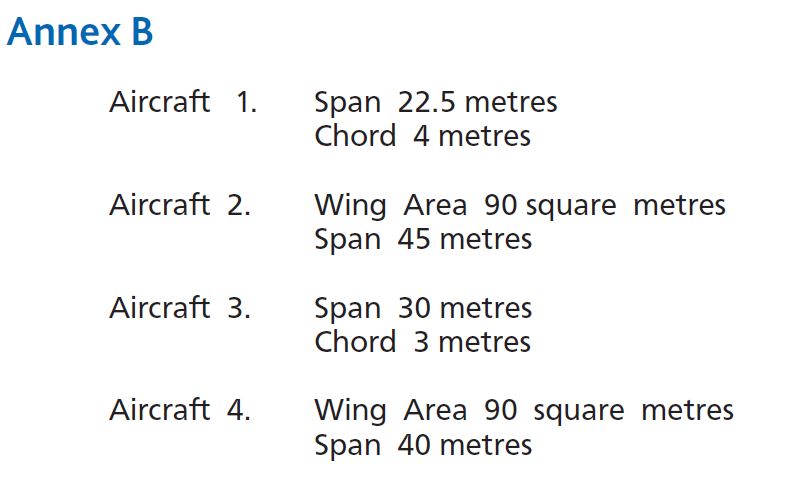 Annex B
Aircraft 1. Span 22.5 metres
Chord 4 metres
Aircraft 2. Wing Area 90 square metres
Span 45 metres
Aircraft 3. Span 30 metres
Chord 3 metres
Aircraft 4. Wing Area 90 square metres
Span 40 metres